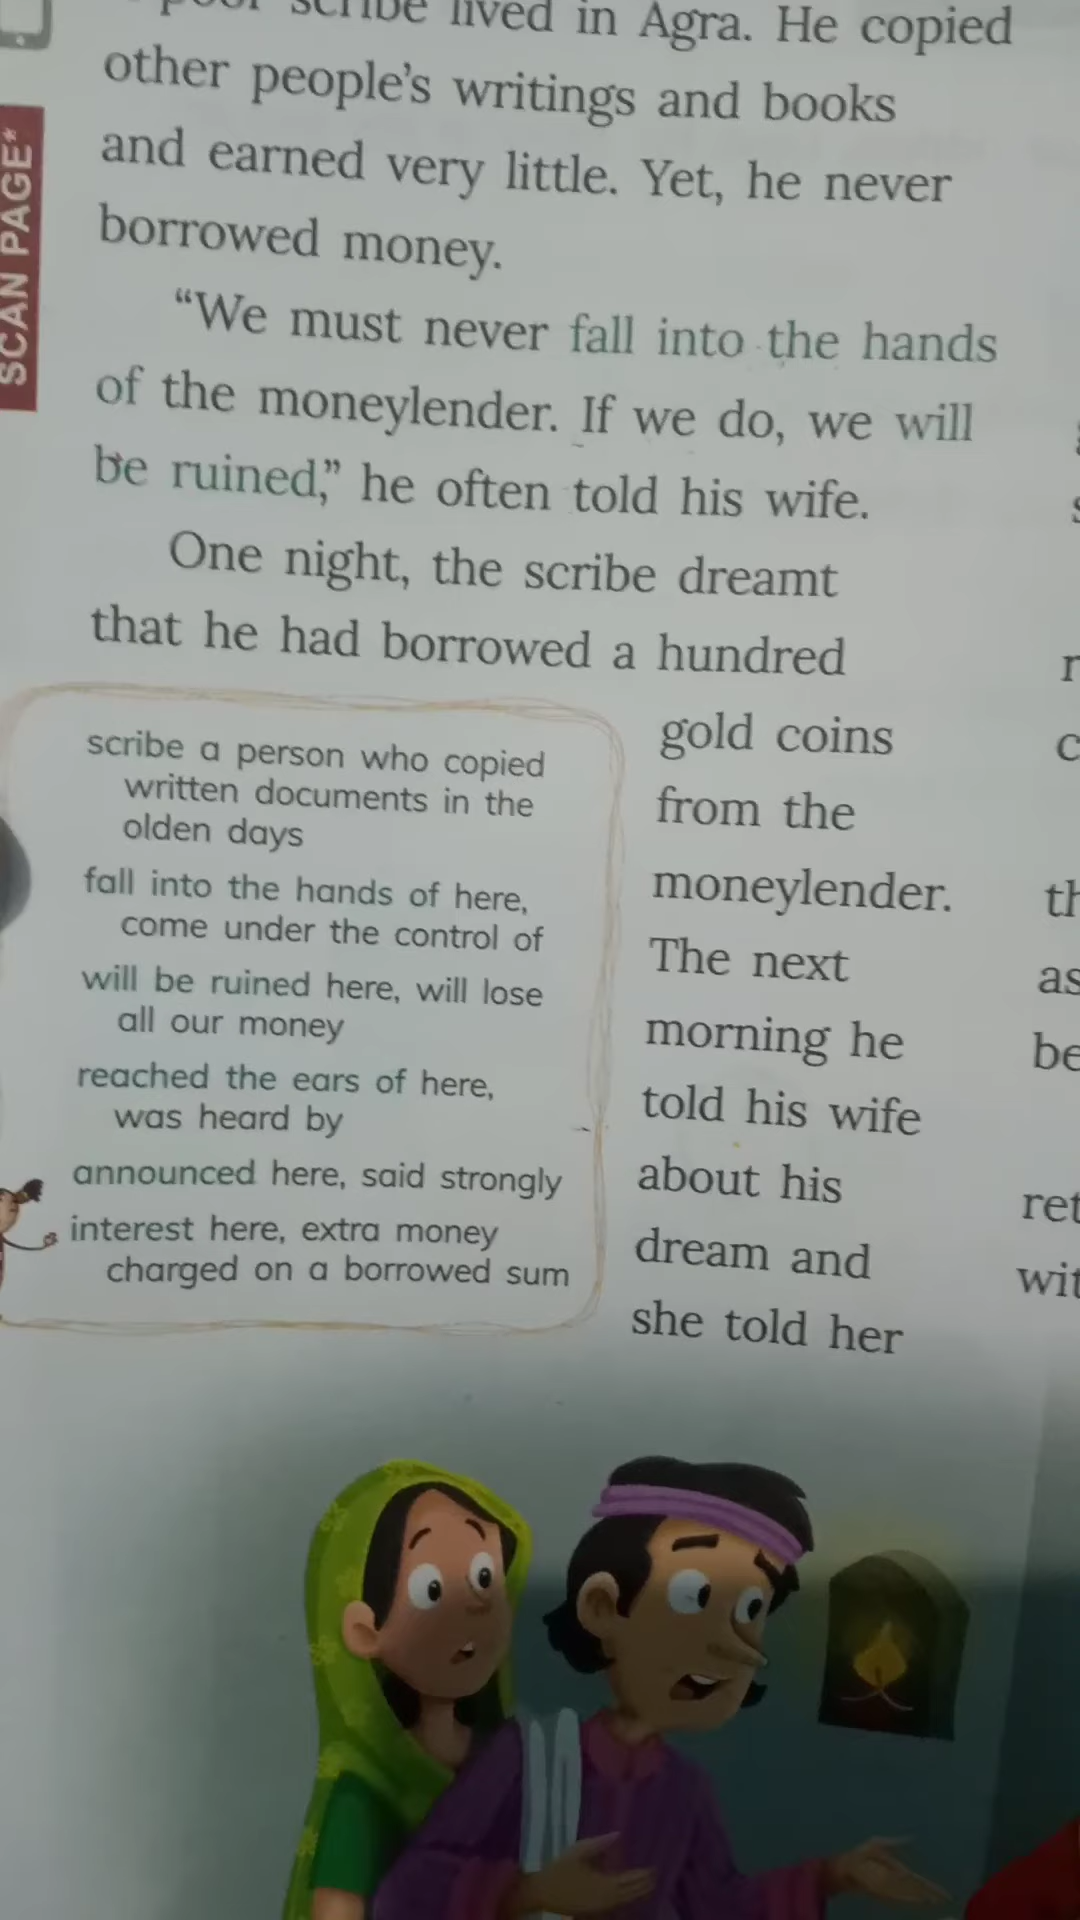 poor scribe lived in Agra. He copied
other people's writings and books
and earned very little. Yet, he never
borrowed money.
"We must never fall into the hands
of the moneylender. If we do, we will
be ruined," he often told his wife.
One night, the scribe dreamt
that he had borrowed a hundred
gold coins
from the
moneylender.
The next
morning he
told his wife
about his
dream and
she told her
SCAN PAGE*
scribe a person who copied
written documents in the
olden days
fall into the hands of here,
come under the control of
will be ruined here, will lose
all our money
reached the ears of here,
was heard by
announced here, said strongly
interest here, extra money
charged on a borrowed sum